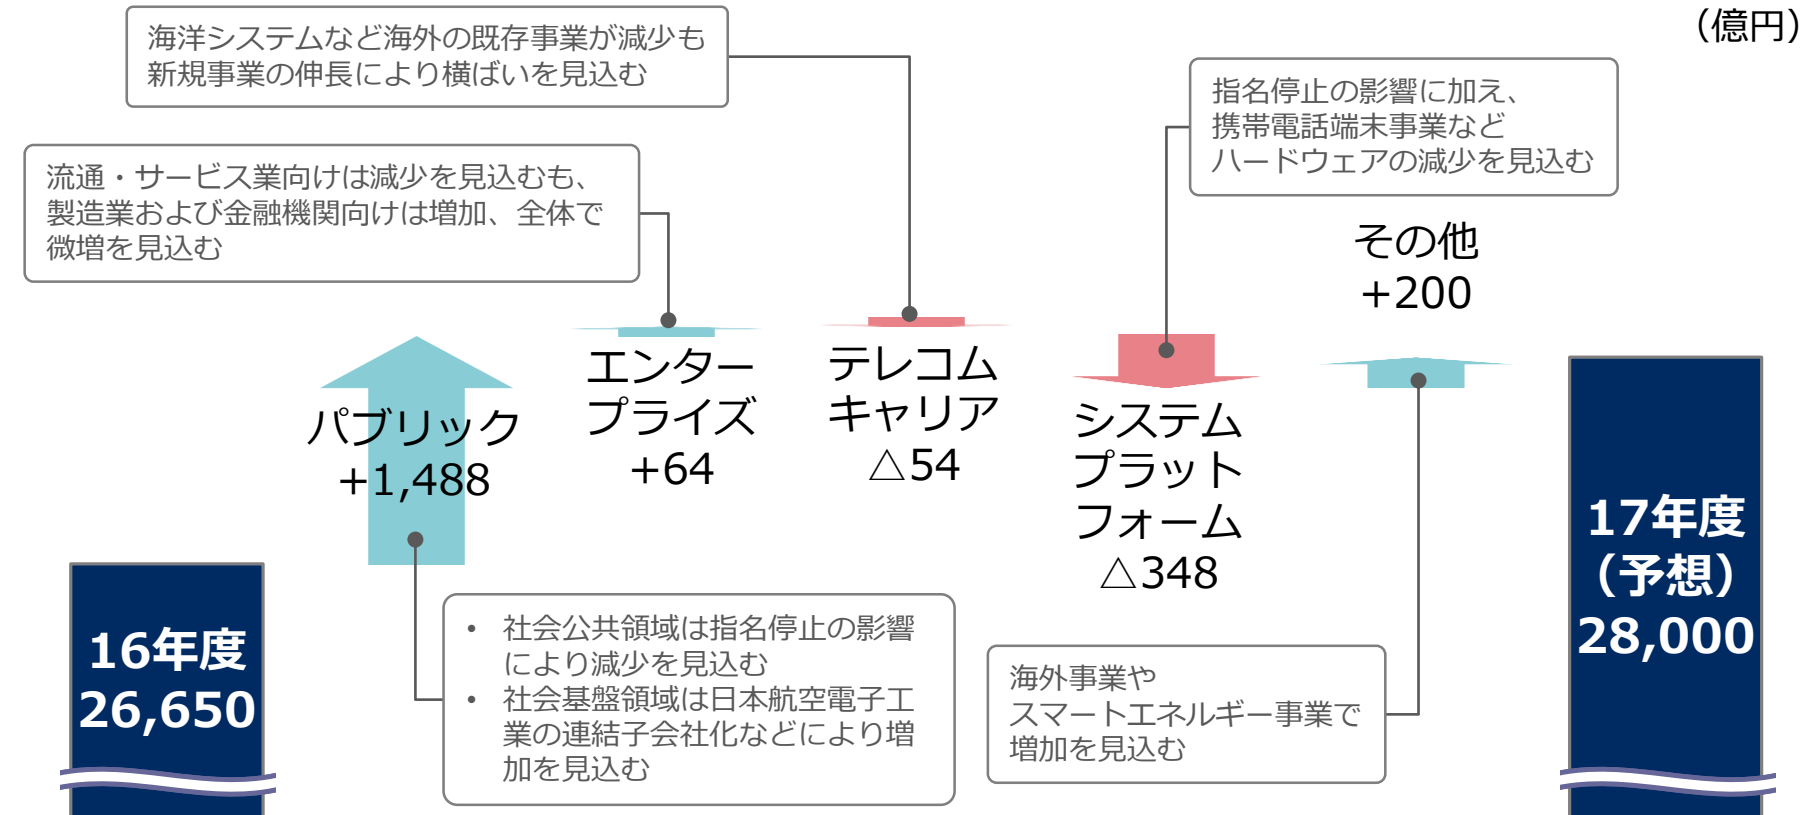 （億円）
海洋システムなど海外の既存事業が減少も
新規事業の伸長により横ばいを見込む
指名停止の影響に加え、
携帯電話端末事業など
ハードウェアの減少を見込む
流通・サービス業向けは減少を見込むも、
製造業および金融機関向けは増加、全体で
微増を見込む
その他
+200
パブリック
+1,488
エンター
プライズ
+64
テレコム
キャリア
△54
システム
プラット
フォーム
△348
16年度
26,650
17年度
（予想）
28,000
• 社会公共領域は指名停止の影響
により減少を見込む
• 社会基盤領域は日本航空電子工
業の連結子会社化などにより増
加を見込む
海外事業や
スマートエネルギー事業で
増加を見込む